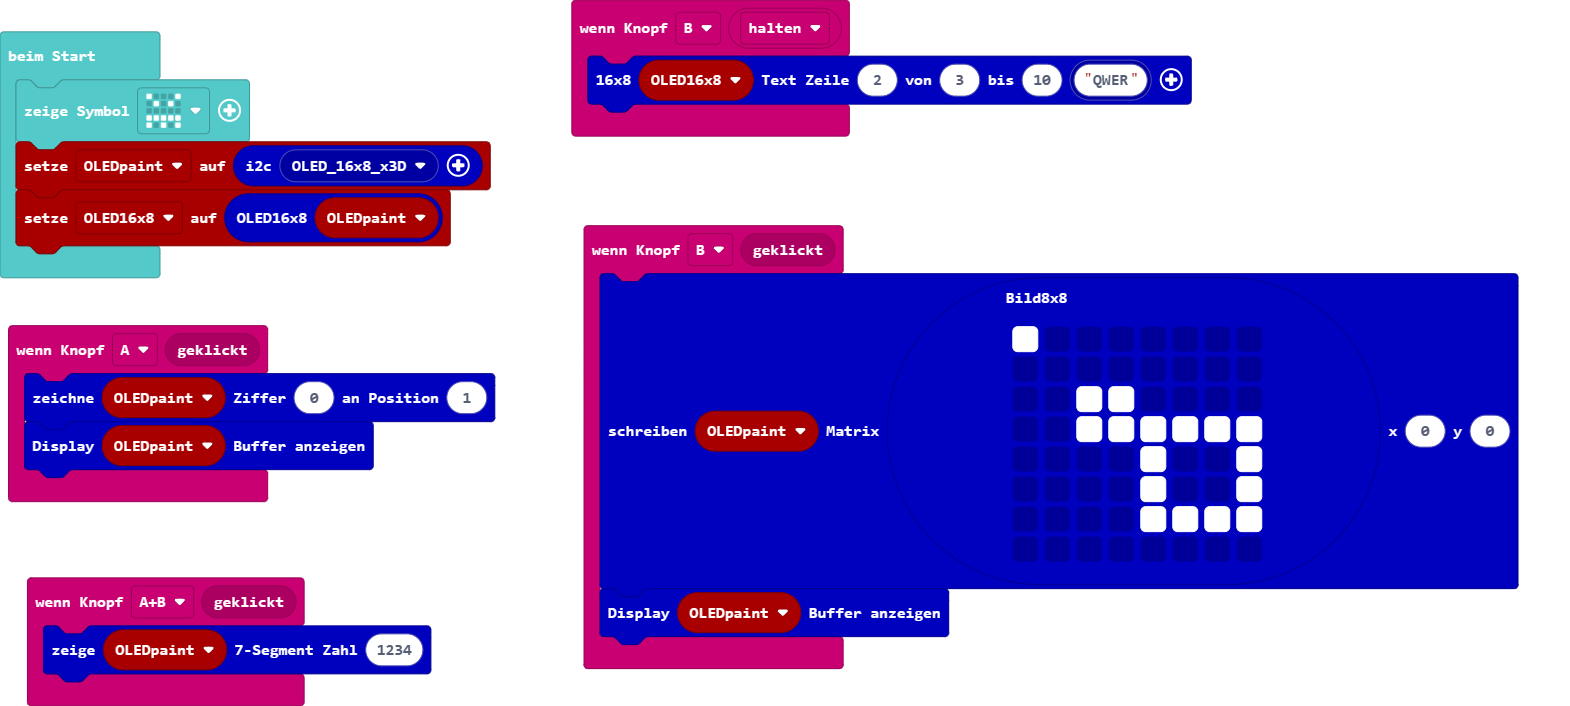 beim Start
zeige Symbol
setze OLEDpaint auf i2c OLED_16x8_x3D
setze OLED16x8 auf OLED16x8 OLEDpaint
wenn Knopf A geklickt
zeichne OLEDpaint Ziffer 0 an Position 1
Display OLEDpaint Buffer anzeigen
wenn Knopf A+B geklickt
zeige OLEDpaint 7-Segment Zahl 1234
wenn Knopf B halten
16x8 OLED16x8 Text Zeile 2 von 3 bis 10 "QWER"
wenn Knopf B geklickt
Bild8x8
schreiben OLEDpaint Matrix x 0 y 0
Display OLEDpaint Buffer anzeigen